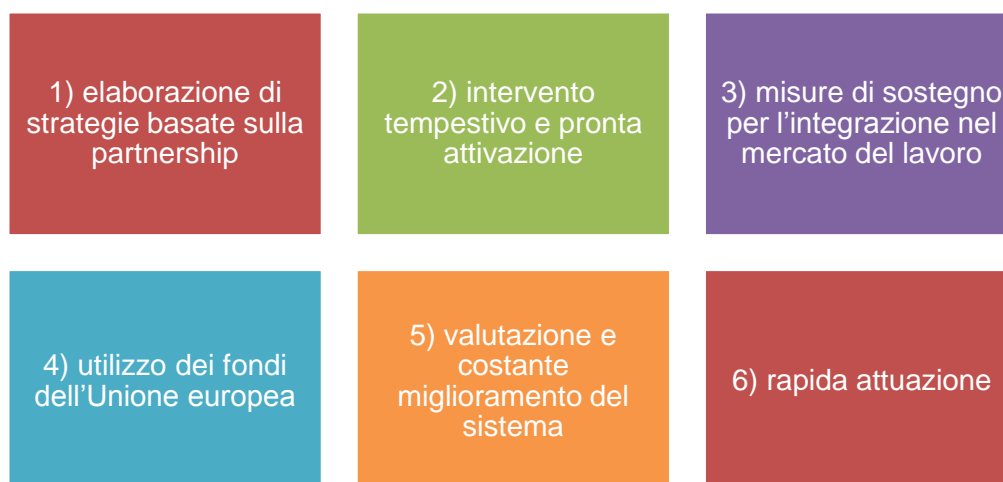 1) elaborazione di
strategie basate sulla
partnership
2) intervento
tempestivo e pronta
attivazione
3) misure di sostegno
per l'integrazione nel
mercato del lavoro
4) utilizzo dei fondi
dell'Unione europea
5) valutazione e
costante
miglioramento del
sistema
6) rapida attuazione